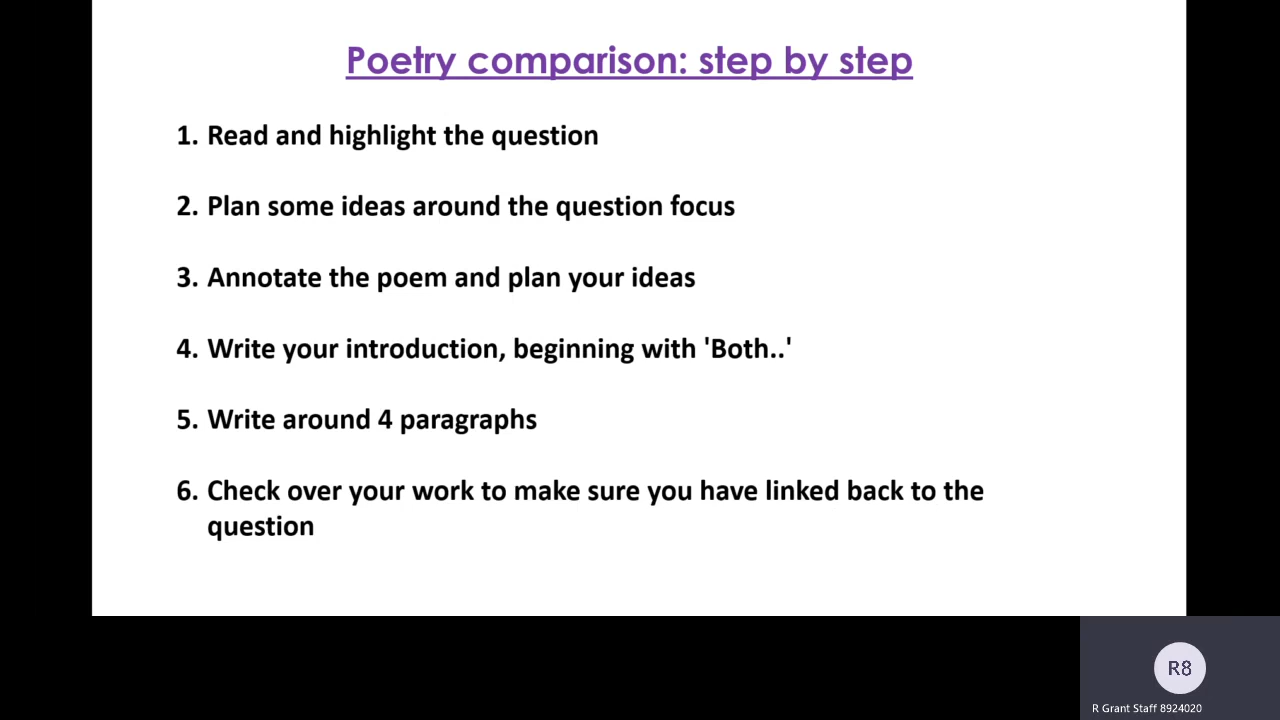 Poetry comparison: step by step
1. Read and highlight the question
2. Plan some ideas around the question focus
3. Annotate the poem and plan your ideas
4. Write your introduction, beginning with 'Both..'
5. Write around 4 paragraphs
6. Check over your work to make sure you have linked back to the
question
R8
R Grant Staff 8924020